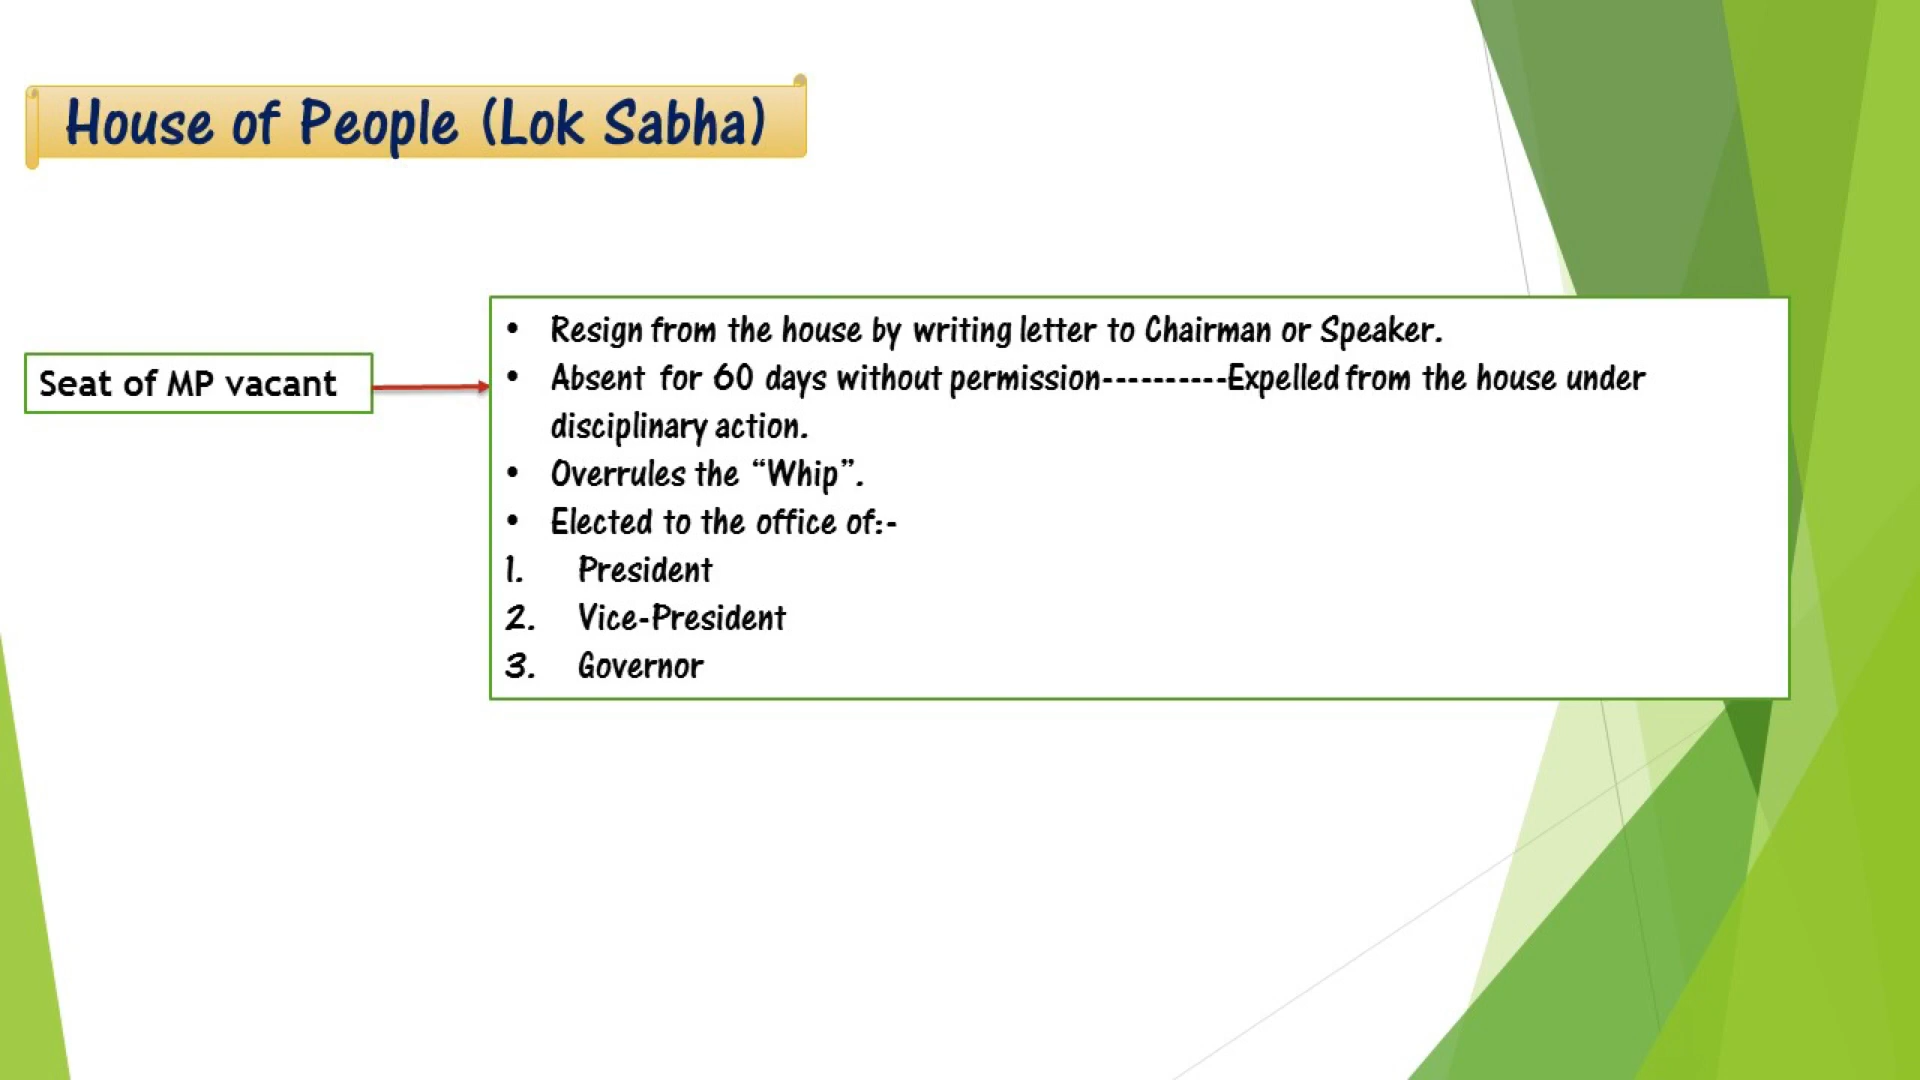 House of People (Lok Sabha)
Seat of MP vacant
• Resign from the house by writing letter to Chairman or Speaker.
• Absent for 60 days without permission----------Expelled from the house under
disciplinary action.
• Overrules the “Whip”.
• Elected to the office of:-
1. President
2. Vice-President
3. Governor